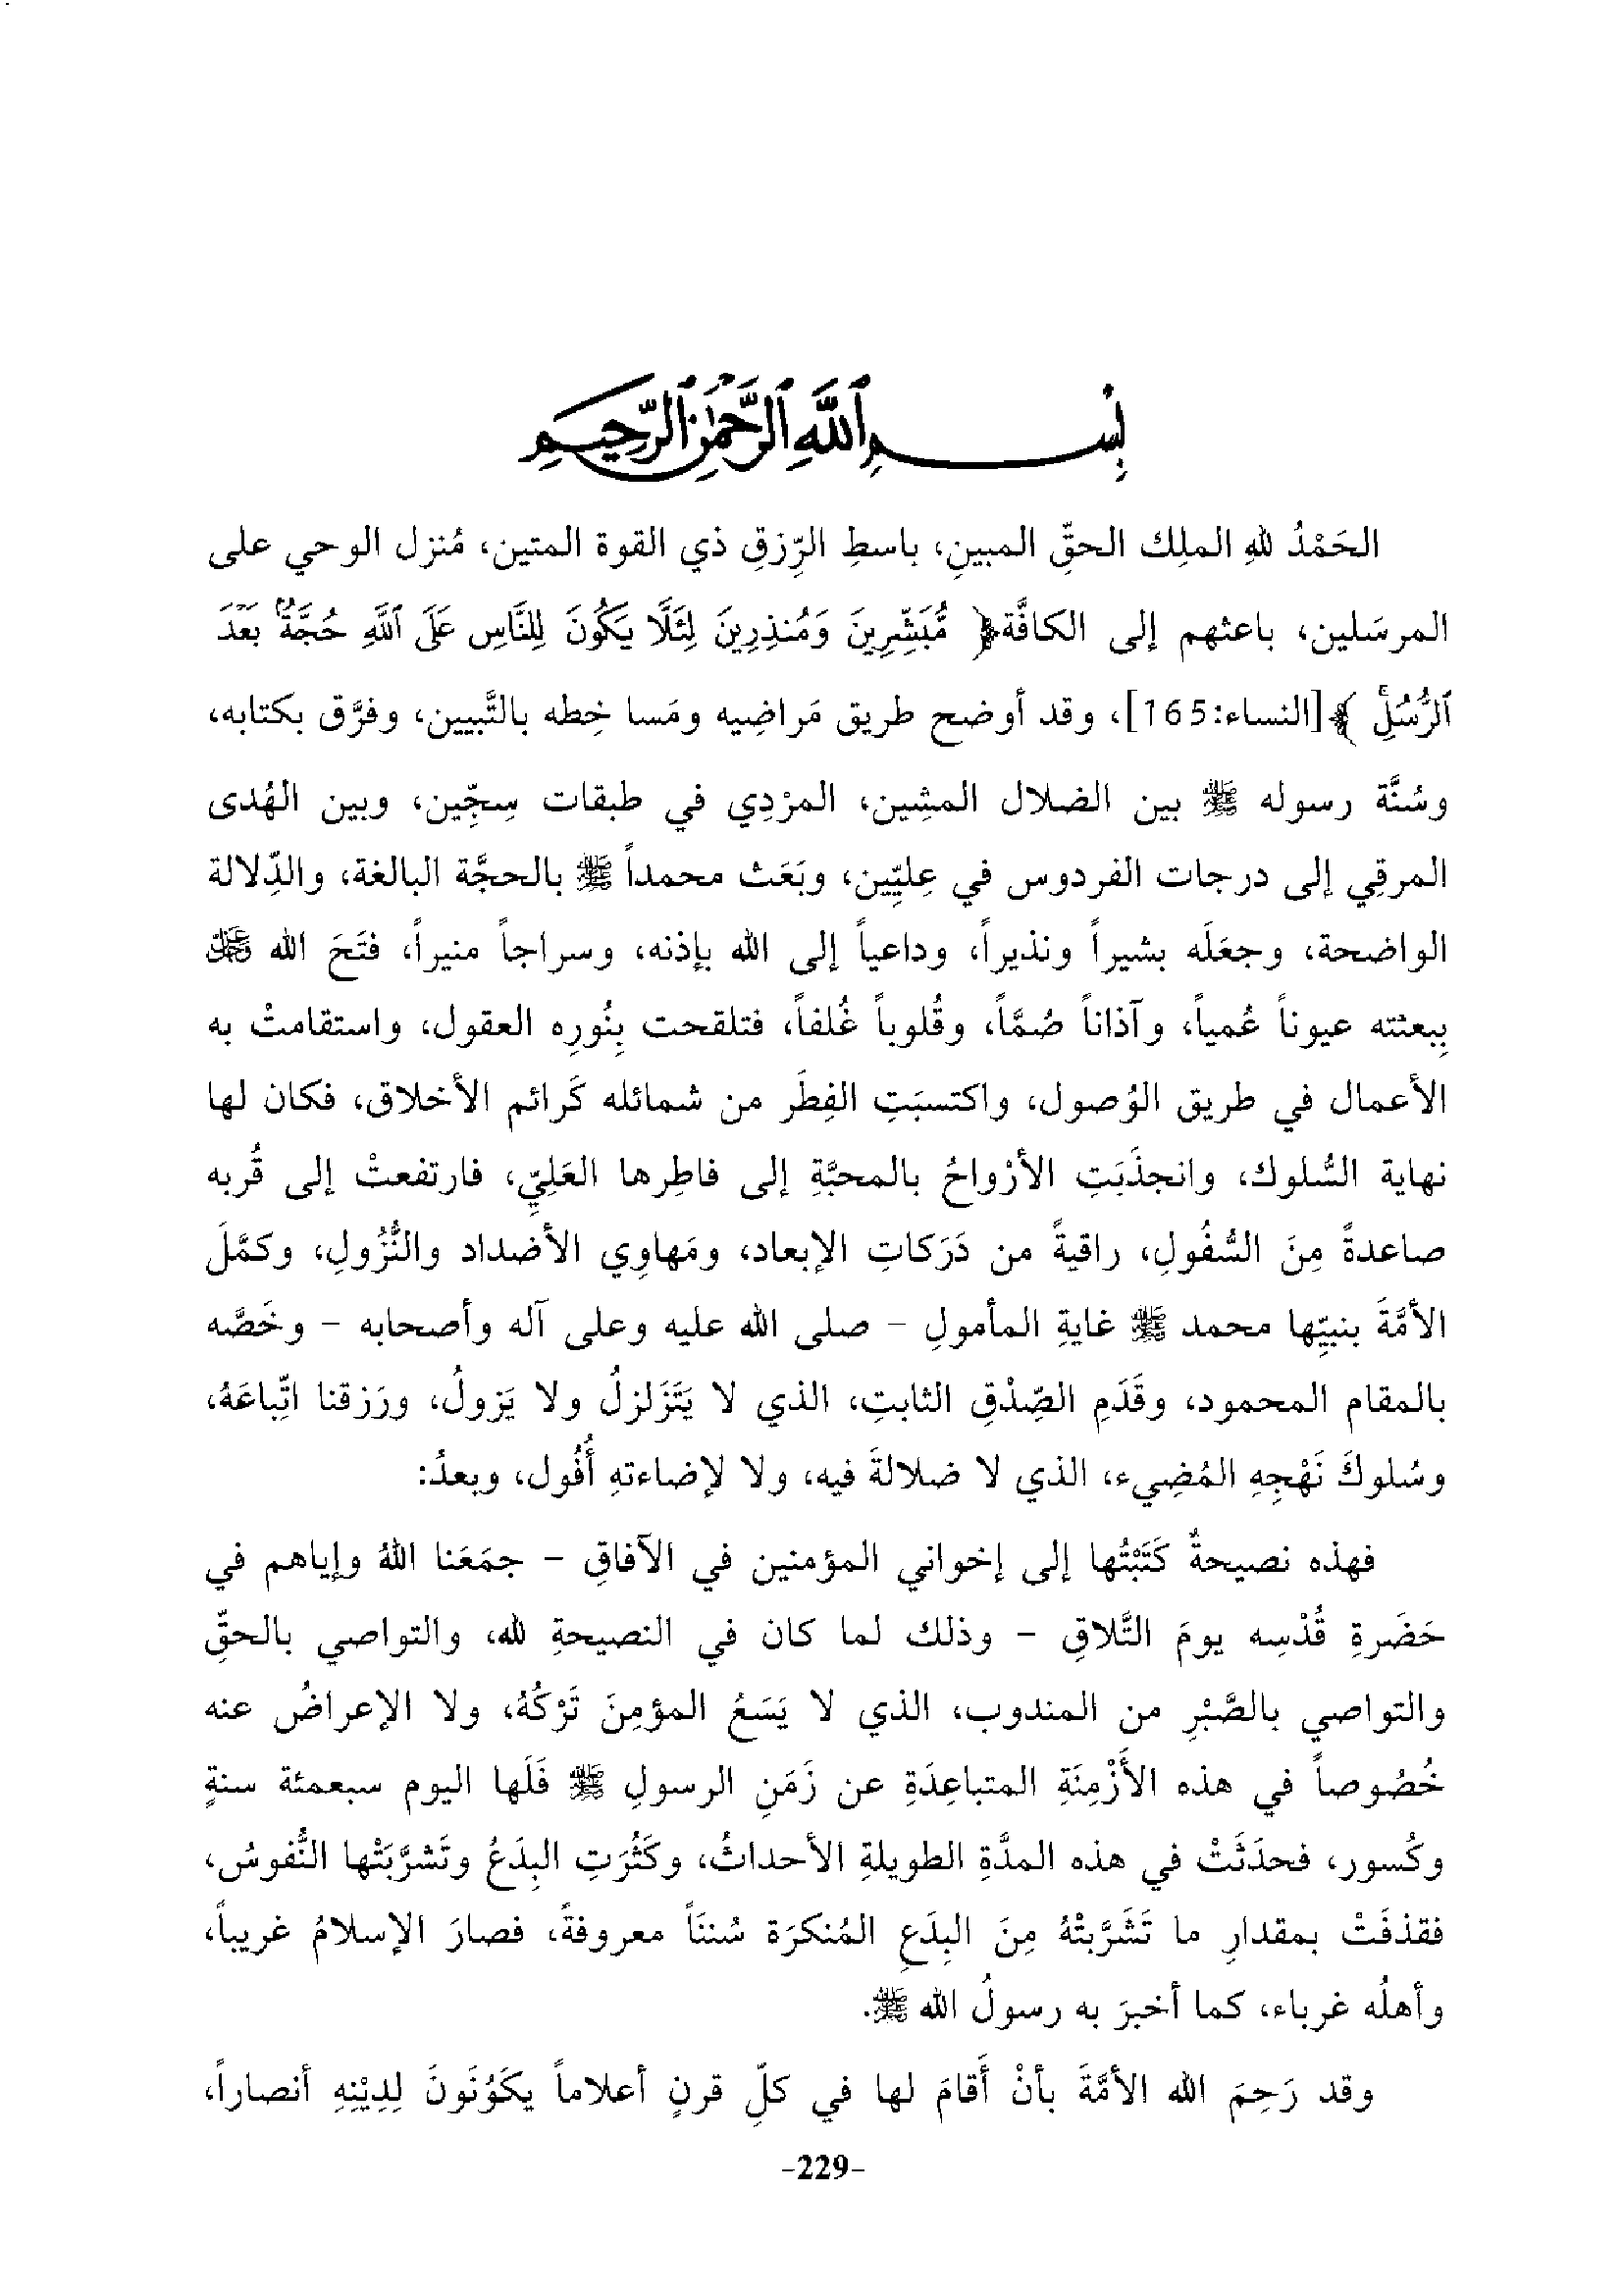 بِسْمِ ٱللَّهِ ٱلرَّحْمَٰنِ ٱلرَّحِيمِ
الحَمْدُ للهِ الملِك الحقِّ المبينِ، باسطِ الرِّزقِ ذي القوة المتين، مُنزل الوحي على
المرسَلين، باعثهم إلى الكافَّة﴿ مُّبَشِّرِينَ وَمُنذِرِينَ لِئَلَّا يَكُونَ لِلنَّاسِ عَلَى ٱللَّهِ حُجَّةٌۢ بَعْدَ
ٱلرُّسُلِۚ ﴾[النساء:165]، وقد أوضح طريق مَراضِيه ومَسا خِطه بالتَّبيين، وفرَّق بكتابه،
وسُنَّة رسوله ﷺ بين الضلال المشِين، المرْدِي في طبقات سِجِّين، وبين الهُدى
المرقِي إلى درجات الفردوس في عِليِّين، وبَعَث محمداً ﷺ بالحجَّة البالغة، والدِّلالة
الواضحة، وجعَلَه بشيراً ونذيراً، وداعياً إلى الله بإذنه، وسراجاً منيراً، فتَحَ الله عَزَّوَجَلَّ
بِبعثته عيوناً عُمياً، وآذاناً صُمَّاً، وقُلوباً غُلفاً، فتلقحت بِنُورِه العقول، واستقامتْ به
الأعمال في طريق الوُصول، واكتسبَتِ الفِطَر من شمائله كَرائم الأخلاق، فكان لها
نهاية السُّلوك، وانجذَبَتِ الأرْواحُ بالمحبَّةِ إلى فاطِرها العَلِيِّ، فارتفعتْ إلى قُربه
صاعدةً مِنَ السُّفُولِ، راقيةً من دَرَكاتِ الإبعاد، ومَهاوِي الأضداد والنُّزُولِ، وكمَّلَ
الأمَّةَ بنبيِّها محمد ﷺ غايةِ المأمولِ - صلى الله عليه وعلى آله وأصحابه - وخَصَّه
بالمقام المحمود، وقَدَمِ الصِّدْقِ الثابتِ، الذي لا يَتَزَلزلُ ولا يَزولُ، ورَزقنا اتِّباعَهُ،
وسُلوكَ نَهْجِهِ المُضِيء، الذي لا ضلالةَ فيه، ولا لإضاءتهِ أُفُول، وبعدُ:
فهذه نصيحةٌ كَتَبْتُها إلى إخواني المؤمنين في الآفاقِ - جمَعَنا اللهُ وإياهم في
حَضَرةِ قُدْسِه يومَ التَّلاقِ - وذلك لما كان في النصيحةِ لله، والتواصي بالحقِّ
والتواصي بالصَّبْرِ من المندوب، الذي لا يَسَعُ المؤمِنَ تَرْكُهُ، ولا الإعراضُ عنه
خُصُوصاً في هذه الأَزْمِنَةِ المتباعِدَةِ عن زَمَنِ الرسولِ ﷺ فَلَها اليوم سبعمئة سنةٍ
وكُسور، فحدَثَتْ في هذه المدَّةِ الطويلةِ الأحداثُ، وكَثُرَتِ البِدَعُ وتَشرَّبَتْها النُّفوسُ،
فقذفَتْ بمقدارِ ما تَشَرَّبتْهُ مِنَ البِدَعِ المُنكرَة سُننَاً معروفةً، فصارَ الإسلامُ غريباً،
وأهلُه غرباء، كما أخبرَ به رسولُ الله ﷺ.
وقد رَحِمَ الله الأمَّةَ بأنْ أَقامَ لها في كلِّ قرنٍ أعلاماً يكَوُنَونَ لِدِيْنِهِ أنصاراً،
-229-